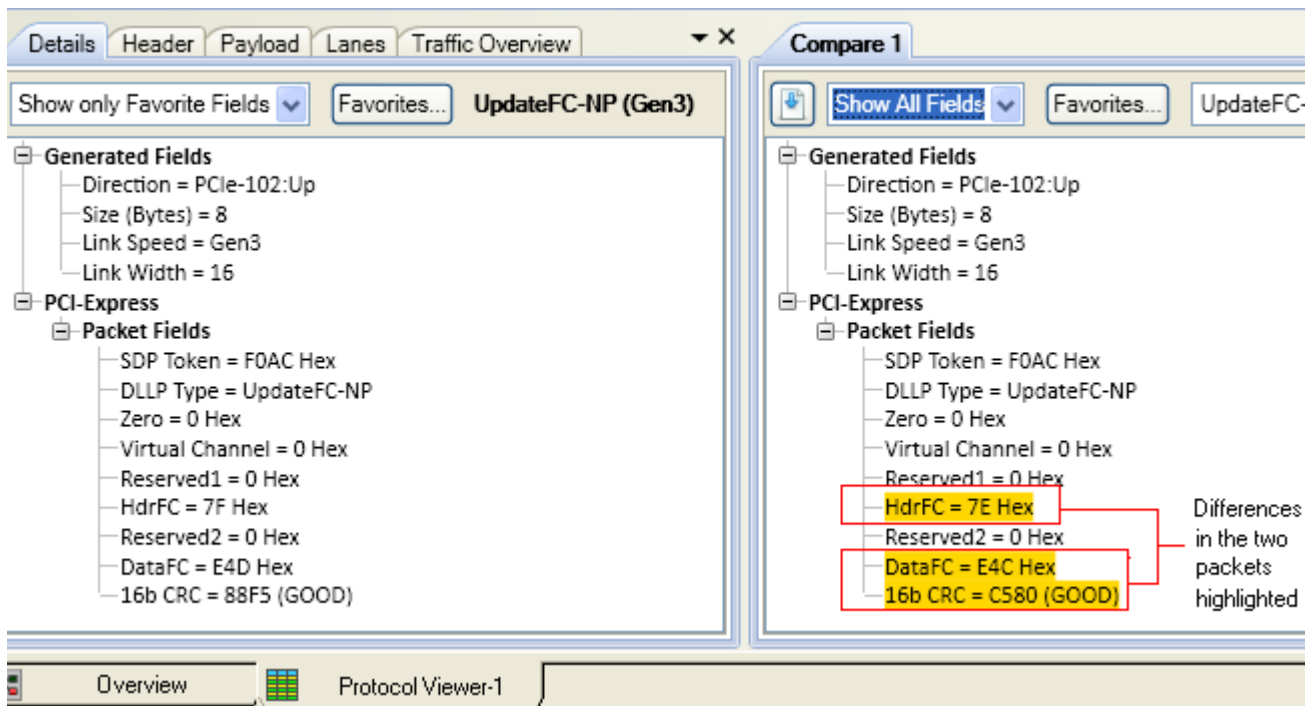 Details Header Payload Lanes Traffic Overview
Show only Favorite Fields Favorites... UpdateFC-NP (Gen3)
Generated Fields
Direction = PCIe-102:Up
Size (Bytes) = 8
Link Speed = Gen3
Link Width = 16
PCI-Express
Packet Fields
SDP Token = F0AC Hex
DLLP Type = UpdateFC-NP
Zero = 0 Hex
Virtual Channel = 0 Hex
Reserved1 = 0 Hex
HdrFC = 7F Hex
Reserved2 = 0 Hex
DataFC = E4D Hex
16b CRC = 88F5 (GOOD)
Compare 1
Show All Fields Favorites... UpdateFC-
Generated Fields
Direction = PCIe-102:Up
Size (Bytes) = 8
Link Speed = Gen3
Link Width = 16
PCI-Express
Packet Fields
SDP Token = F0AC Hex
DLLP Type = UpdateFC-NP
Zero = 0 Hex
Virtual Channel = 0 Hex
Reserved1 = 0 Hex
HdrFC = 7E Hex
Reserved2 = 0 Hex
DataFC = E4C Hex
16b CRC = C580 (GOOD)
Differences
in the two
packets
highlighted
Overview Protocol Viewer-1